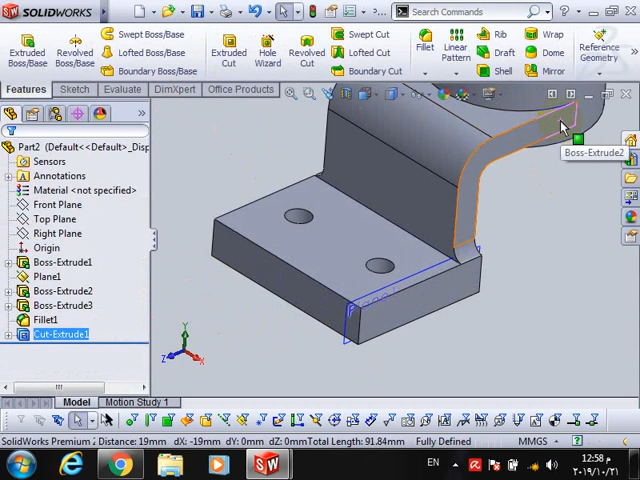 SOLIDWORKS
Extruded Boss/Base
Revolved Boss/Base
Swept Boss/Base
Lofted Boss/Base
Boundary Boss/Base
Extruded Cut
Hole Wizard
Revolved Cut
Swept Cut
Lofted Cut
Boundary Cut
Fillet
Linear Pattern
Rib
Draft
Shell
Wrap
Dome
Mirror
Reference Geometry
Features
Sketch
Evaluate
DimXpert
Office Products
Part2 (Default<<Default>_Disp
Sensors
Annotations
Material <not specified>
Front Plane
Top Plane
Right Plane
Origin
Boss-Extrude1
Plane1
Boss-Extrude2
Boss-Extrude3
Fillet1
Cut-Extrude1
Boss-Extrude2
Y
Z
X
Model
Motion Study 1
SolidWorks Premium 2
Distance: 19mm dX: -19mm dY: 0mm dZ: 0mmTotal Length: 91.84mm
Fully Defined
MMGS
EN
12:58 م
٢٠١٩/١٠/٢١